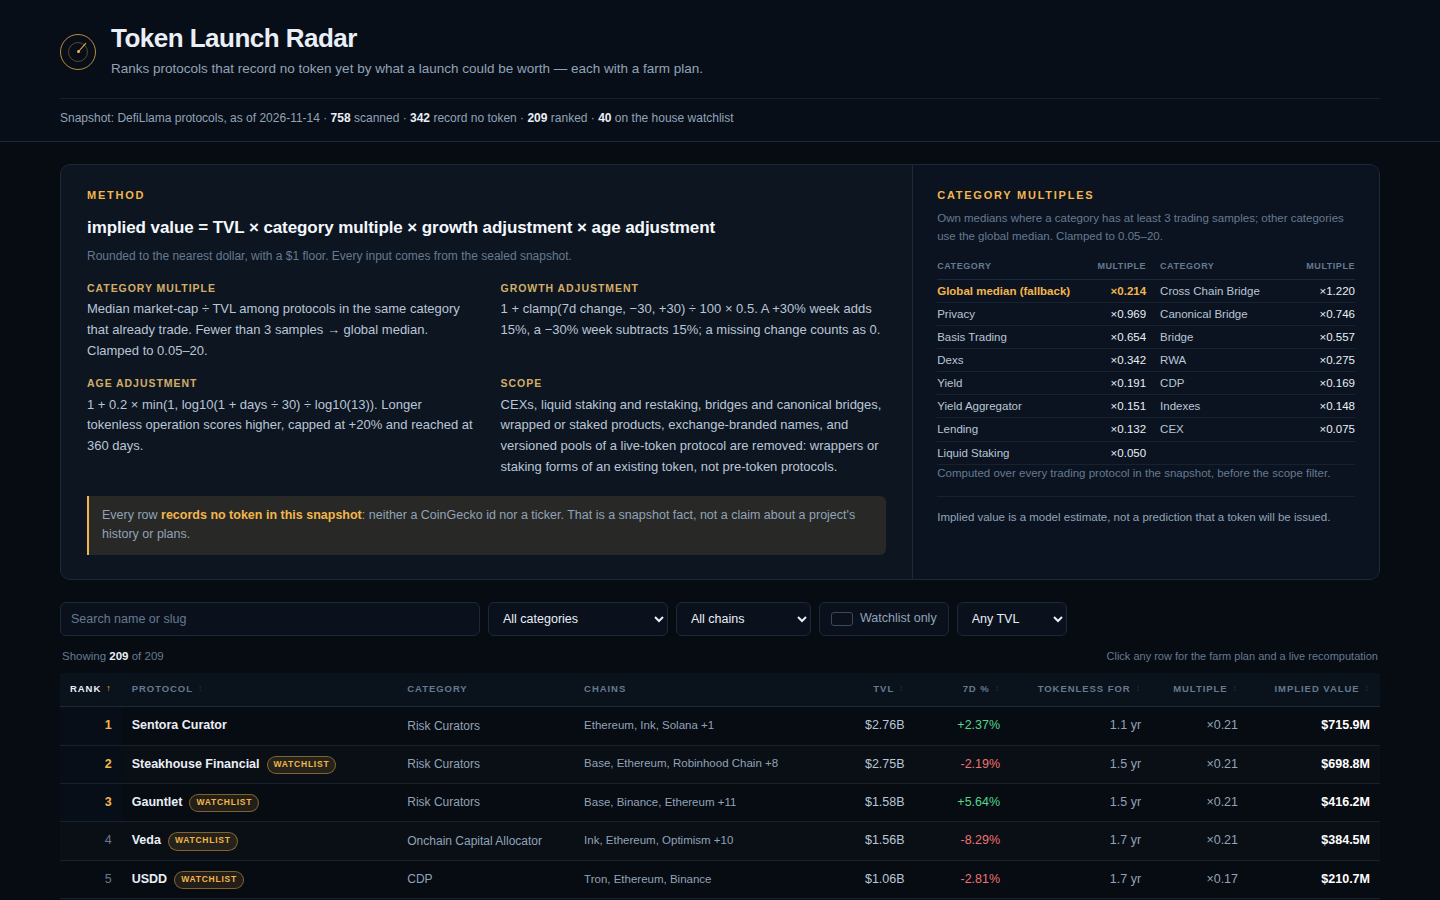 Token Launch Radar
Ranks protocols that record no token yet by what a launch could be worth — each with a farm plan.
Snapshot: DefiLlama protocols, as of 2026-11-14 · 758 scanned · 342 record no token · 209 ranked · 40 on the house watchlist
METHOD
implied value = TVL × category multiple × growth adjustment × age adjustment
Rounded to the nearest dollar, with a $1 floor. Every input comes from the sealed snapshot.
CATEGORY MULTIPLE
Median market-cap ÷ TVL among protocols in the same category
that already trade. Fewer than 3 samples → global median.
Clamped to 0.05–20.
GROWTH ADJUSTMENT
1 + clamp(7d change, −30, +30) ÷ 100 × 0.5. A +30% week adds
15%, a −30% week subtracts 15%; a missing change counts as 0.
AGE ADJUSTMENT
1 + 0.2 × min(1, log10(1 + days ÷ 30) ÷ log10(13)). Longer
tokenless operation scores higher, capped at +20% and reached at
360 days.
SCOPE
CEXs, liquid staking and restaking, bridges and canonical bridges,
wrapped or staked products, exchange-branded names, and
versioned pools of a live-token protocol are removed: wrappers or
staking forms of an existing token, not pre-token protocols.
Every row records no token in this snapshot: neither a CoinGecko id nor a ticker. That is a snapshot fact, not a claim about a project's
history or plans.
CATEGORY MULTIPLES
Own medians where a category has at least 3 trading samples; other categories
use the global median. Clamped to 0.05–20.
CATEGORY MULTIPLE CATEGORY MULTIPLE
Global median (fallback) ×0.214 Cross Chain Bridge ×1.220
Privacy ×0.969 Canonical Bridge ×0.746
Basis Trading ×0.654 Bridge ×0.557
Dexs ×0.342 RWA ×0.275
Yield ×0.191 CDP ×0.169
Yield Aggregator ×0.151 Indexes ×0.148
Lending ×0.132 CEX ×0.075
Liquid Staking ×0.050
Computed over every trading protocol in the snapshot, before the scope filter.
Implied value is a model estimate, not a prediction that a token will be issued.
Search name or slug All categories All chains Watchlist only Any TVL
Showing 209 of 209 Click any row for the farm plan and a live recomputation
RANK ↑ PROTOCOL ↕ CATEGORY CHAINS TVL ↕ 7D % ↕ TOKENLESS FOR ↕ MULTIPLE ↕ IMPLIED VALUE ↕
1 Sentora Curator Risk Curators Ethereum, Ink, Solana +1 $2.76B +2.37% 1.1 yr ×0.21 $715.9M
2 Steakhouse Financial WATCHLIST Risk Curators Base, Ethereum, Robinhood Chain +8 $2.75B -2.19% 1.5 yr ×0.21 $698.8M
3 Gauntlet WATCHLIST Risk Curators Base, Binance, Ethereum +11 $1.58B +5.64% 1.5 yr ×0.21 $416.2M
4 Veda WATCHLIST Onchain Capital Allocator Ink, Ethereum, Optimism +10 $1.56B -8.29% 1.7 yr ×0.21 $384.5M
5 USDD WATCHLIST CDP Tron, Ethereum, Binance $1.06B -2.81% 1.7 yr ×0.17 $210.7M